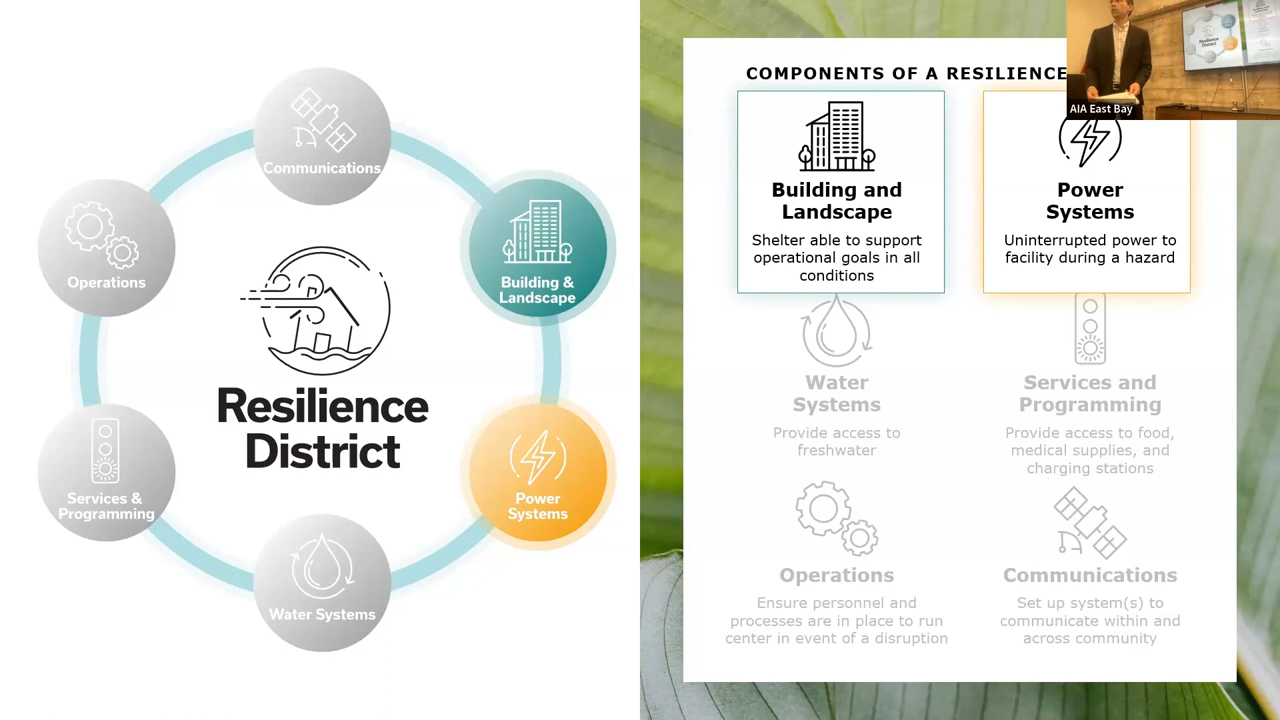 Communications
Operations
Building &
Landscape
Resilience
District
Services &
Programming
Power
Systems
Water Systems
COMPONENTS OF A RESILIENCE
Building and
Landscape
Shelter able to support
operational goals in all
conditions
Power
Systems
Uninterrupted power to
facility during a hazard
Water
Systems
Provide access to
freshwater
Services and
Programming
Provide access to food,
medical supplies, and
charging stations
Operations
Ensure personnel and
processes are in place to run
center in event of a disruption
Communications
Set up system(s) to
communicate within and
across community
AIA East Bay
Resilience
District